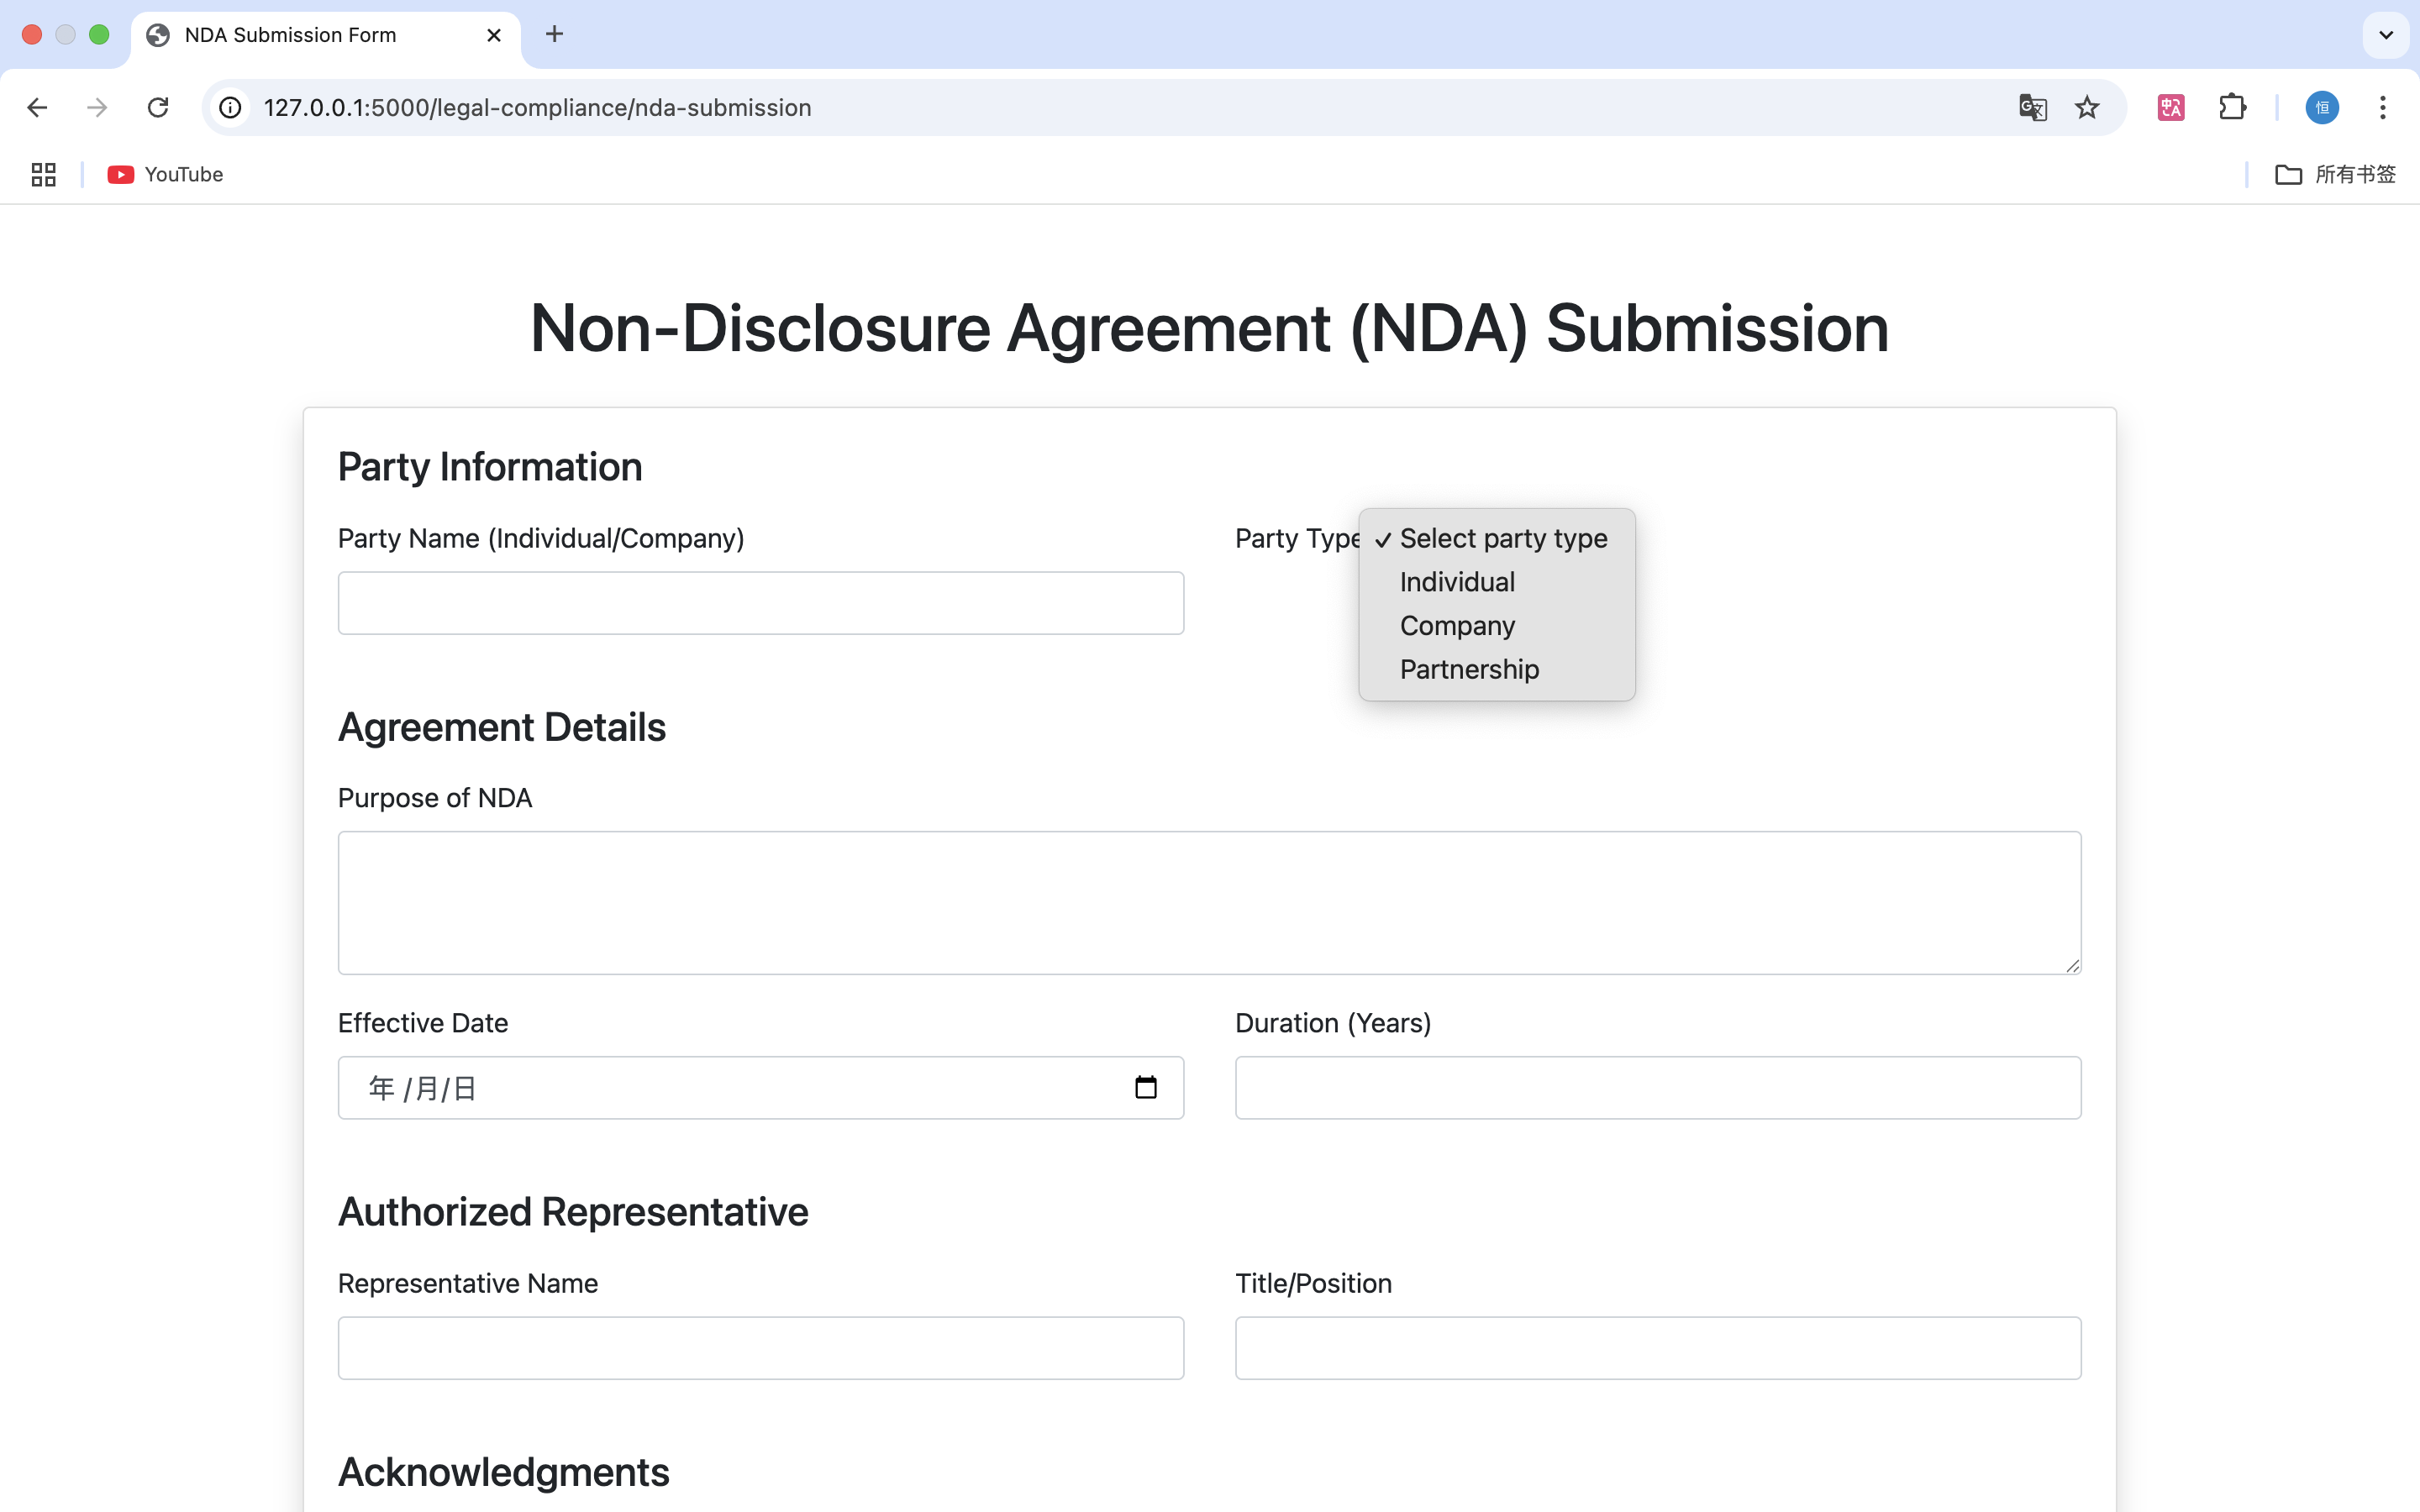 NDA Submission Form
127.0.0.1:5000/legal-compliance/nda-submission
恒
YouTube
所有书签
Non-Disclosure Agreement (NDA) Submission
Party Information
Party Name (Individual/Company)
Party Type
✓ Select party type
Individual
Company
Partnership
Agreement Details
Purpose of NDA
Effective Date
Duration (Years)
年 /月/日
Authorized Representative
Representative Name
Title/Position
Acknowledgments